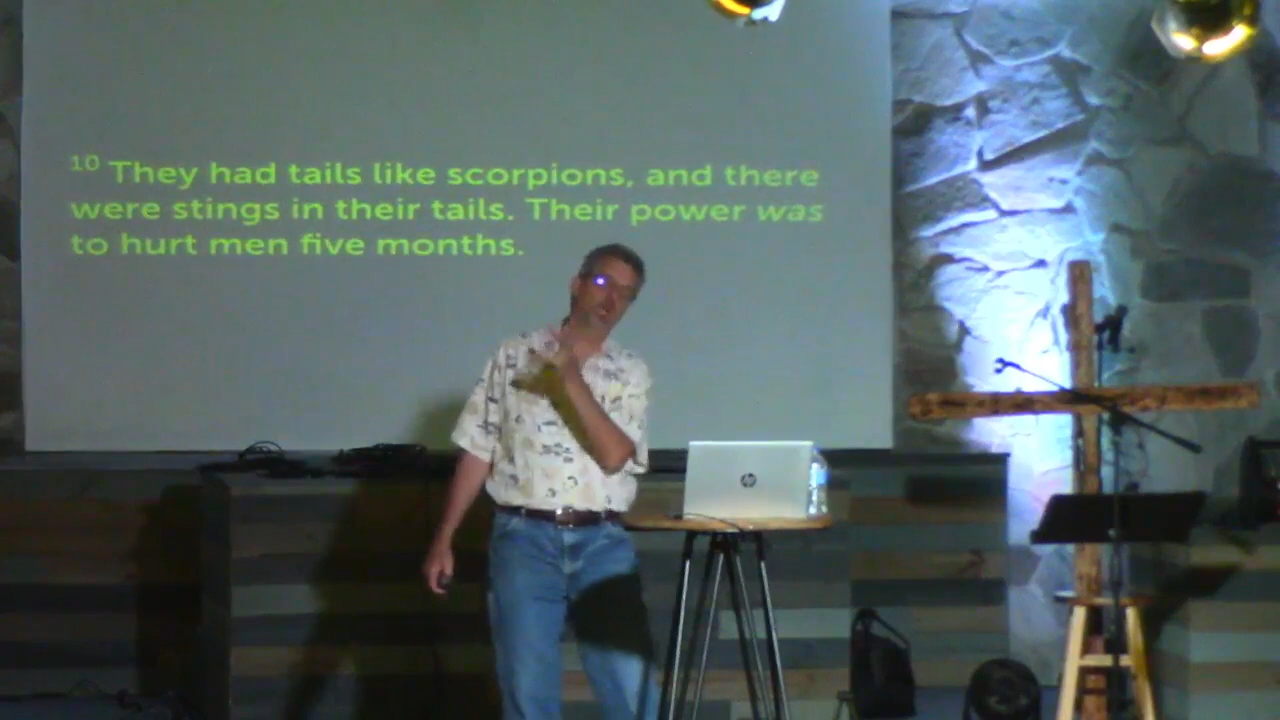 10 They had tails like scorpions, and there
were stings in their tails. Their power was
to hurt men five months.
hp